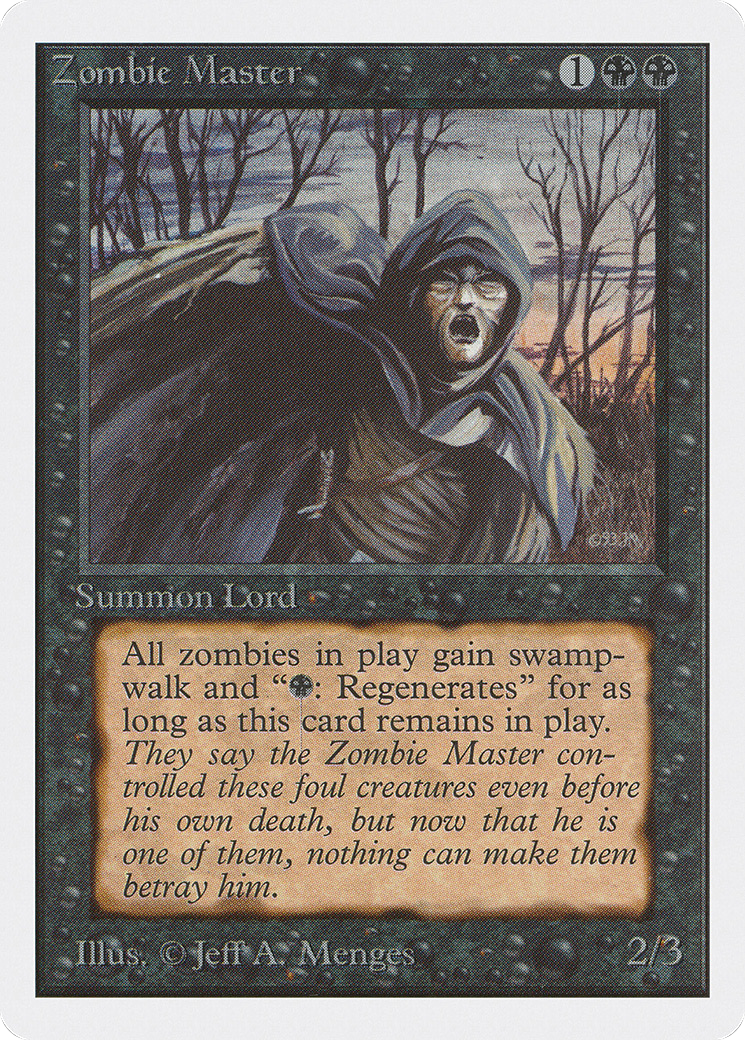 Zombie Master 1
Summon Lord
All zombies in play gain swamp-
walk and “: Regenerates” for as
long as this card remains in play.
They say the Zombie Master con-
trolled these foul creatures even before
his own death, but now that he is
one of them, nothing can make them
betray him.
Illus. © Jeff A. Menges 2/3